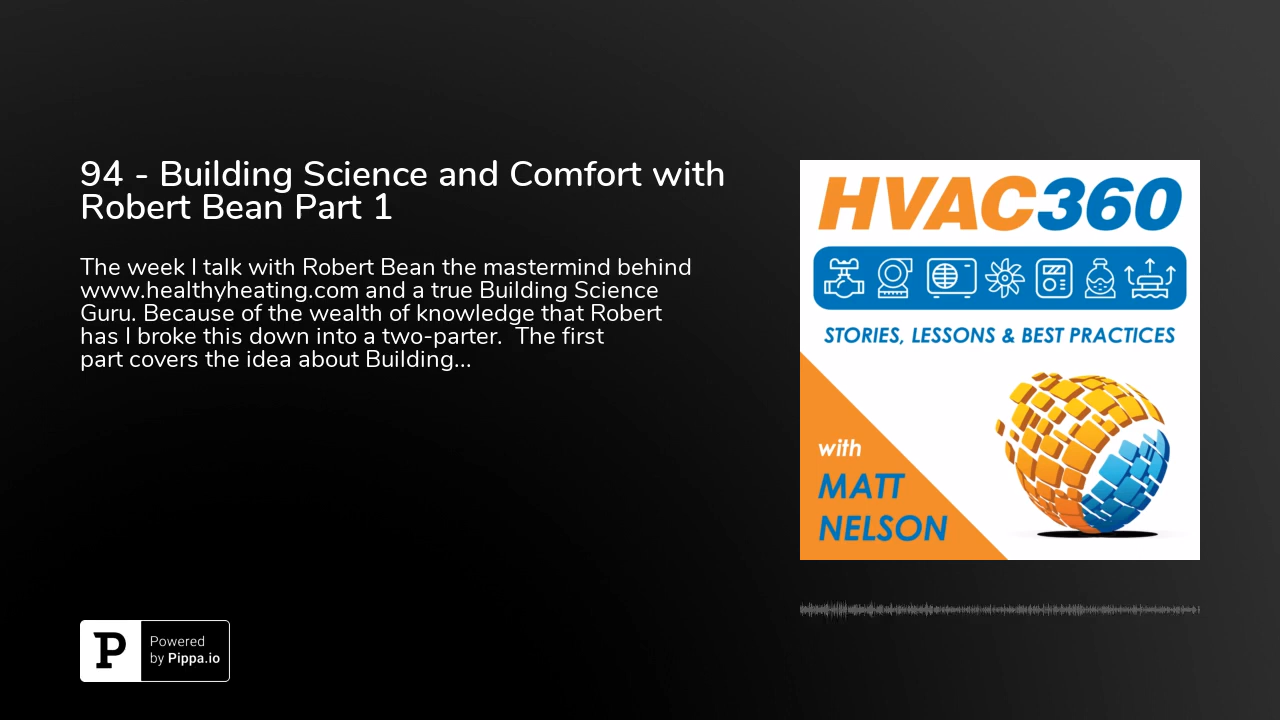 94 - Building Science and Comfort with
Robert Bean Part 1
The week I talk with Robert Bean the mastermind behind
www.healthyheating.com and a true Building Science
Guru. Because of the wealth of knowledge that Robert
has I broke this down into a two-parter.  The first
part covers the idea about Building...
HVAC360
STORIES, LESSONS & BEST PRACTICES
with
MATT
NELSON
P
Powered
by Pippa.io